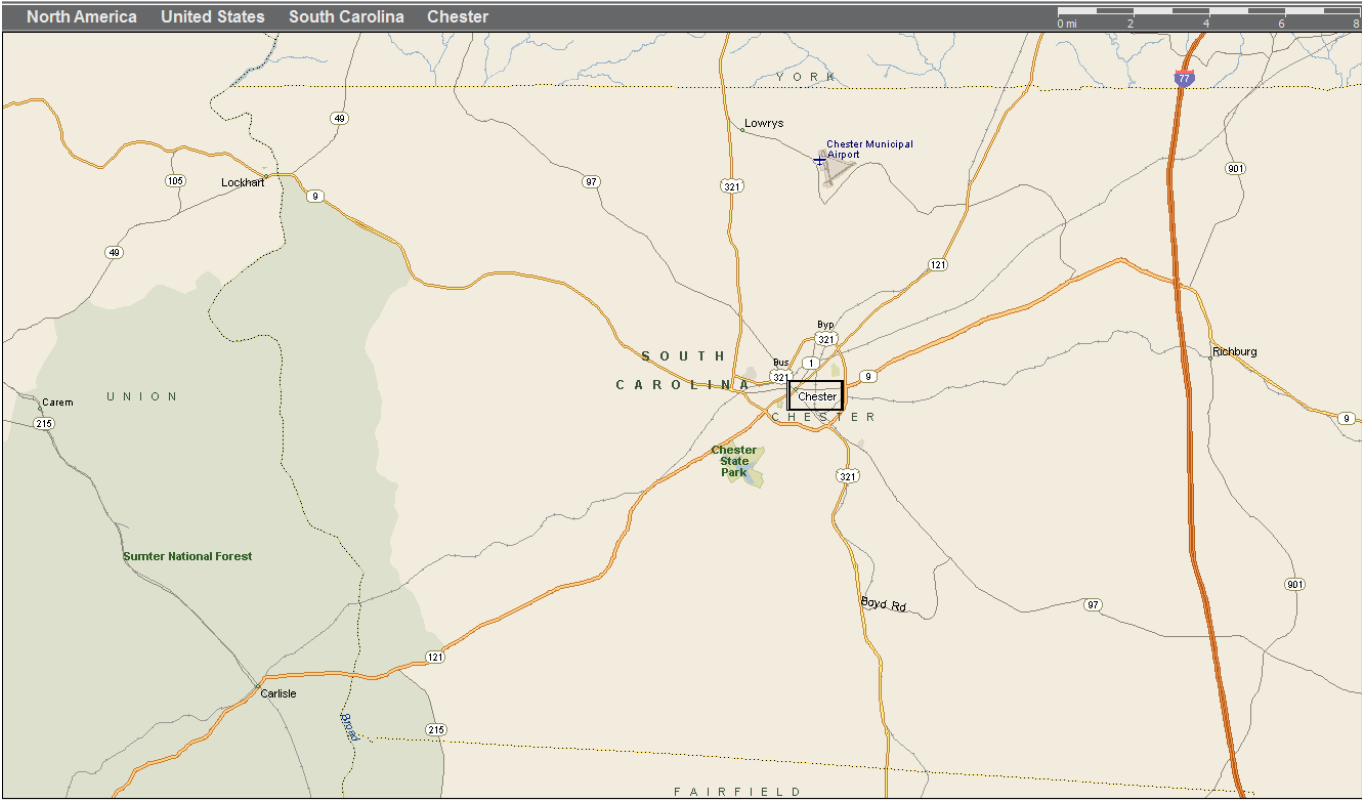 North America United States South Carolina Chester
0 mi 2 4 6 8
YORK
77
49
Lowrys
Chester Municipal
Airport
105
Lockhart
97
321
901
9
49
121
Byp
321
SOUTH
Bus
1
Richburg
321
9
CAROLINA
UNION
Chester
Carem
CHESTER
9
215
Chester
State
Park
321
Sumter National Forest
901
Boyd Rd
97
121
Carlisle
Broad
215
FAIRFIELD